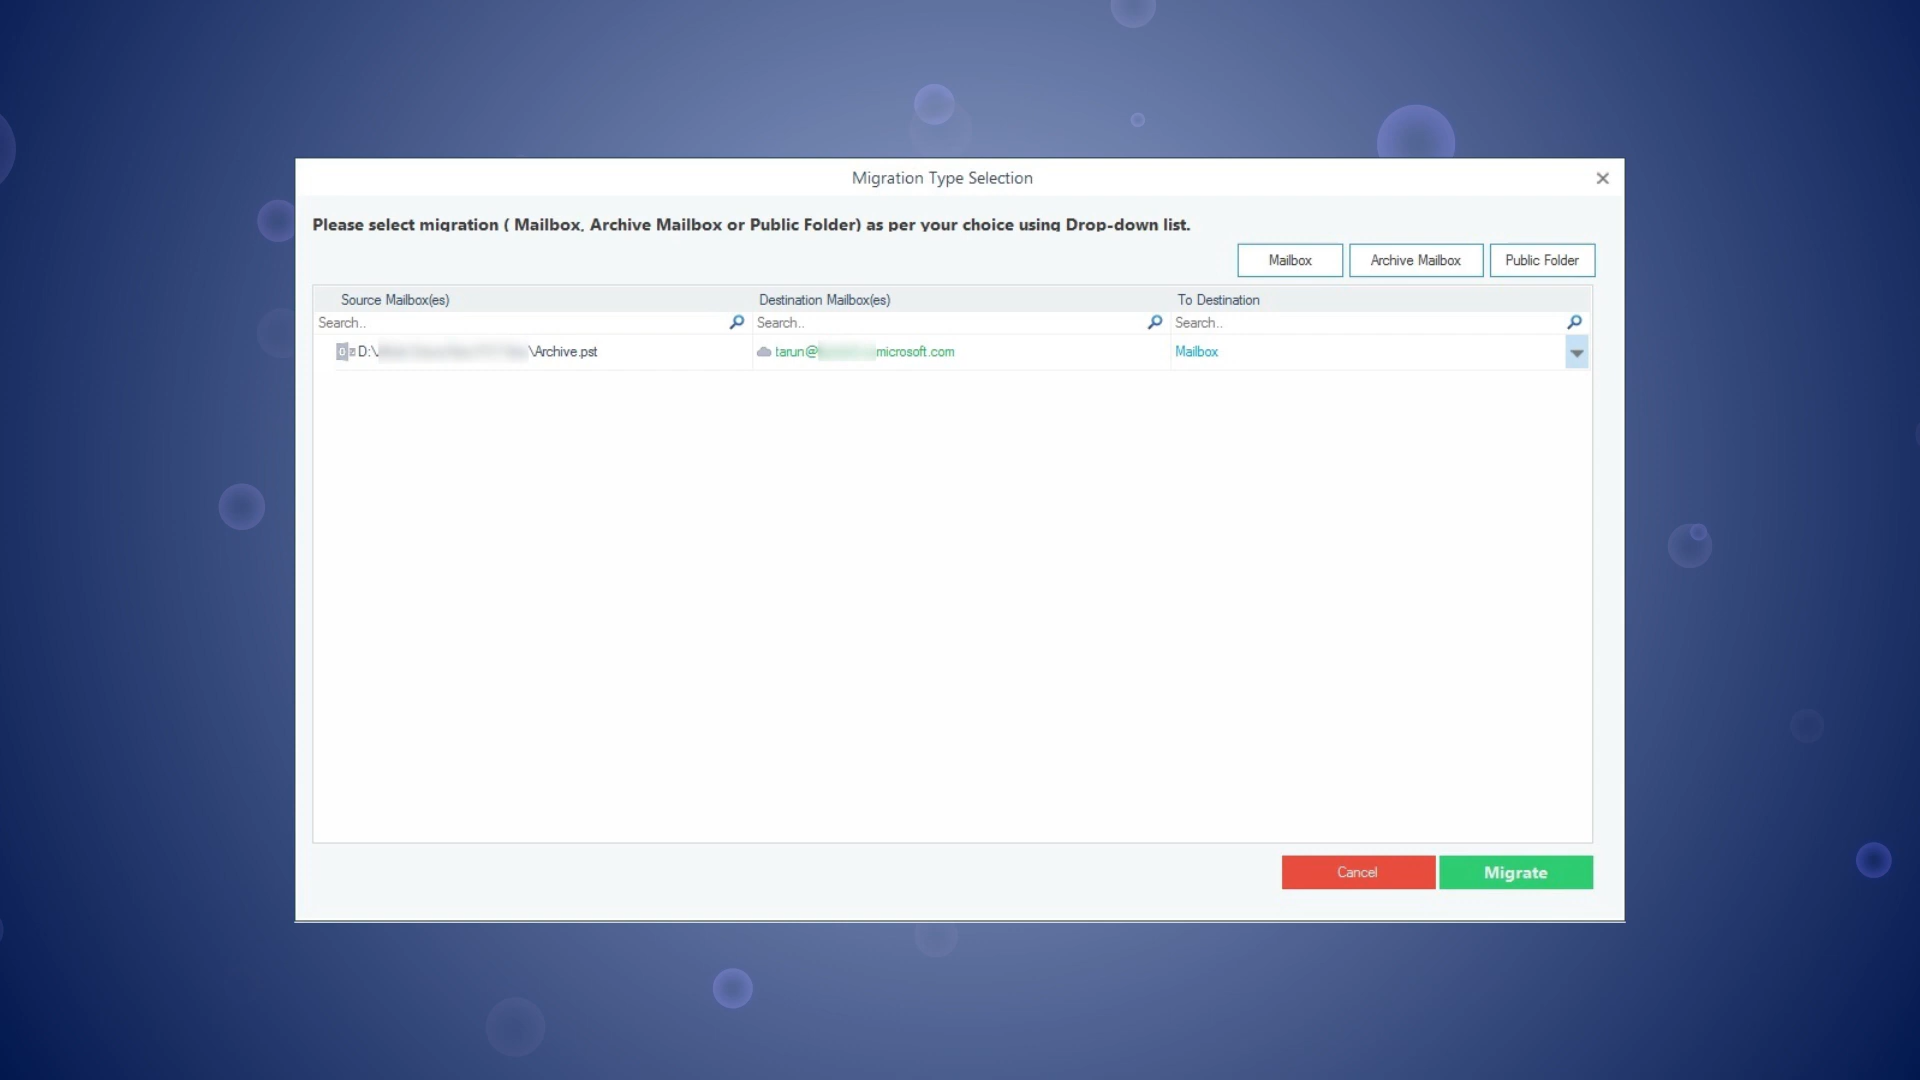 Migration Type Selection
Please select migration ( Mailbox, Archive Mailbox or Public Folder) as per your choice using Drop-down list.
Mailbox Archive Mailbox Public Folder
Source Mailbox(es) Destination Mailbox(es) To Destination
Search.. Search.. Search..
D:\ \Archive.pst tarun@ microsoft.com Mailbox
Cancel Migrate